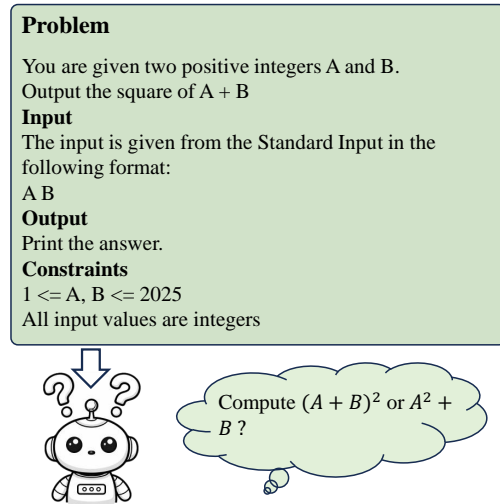 Problem
You are given two positive integers A and B.
Output the square of A + B
Input
The input is given from the Standard Input in the
following format:
A B
Output
Print the answer.
Constraints
1 <= A, B <= 2025
All input values are integers
? ?
Compute (A + B)² or A² +
B ?